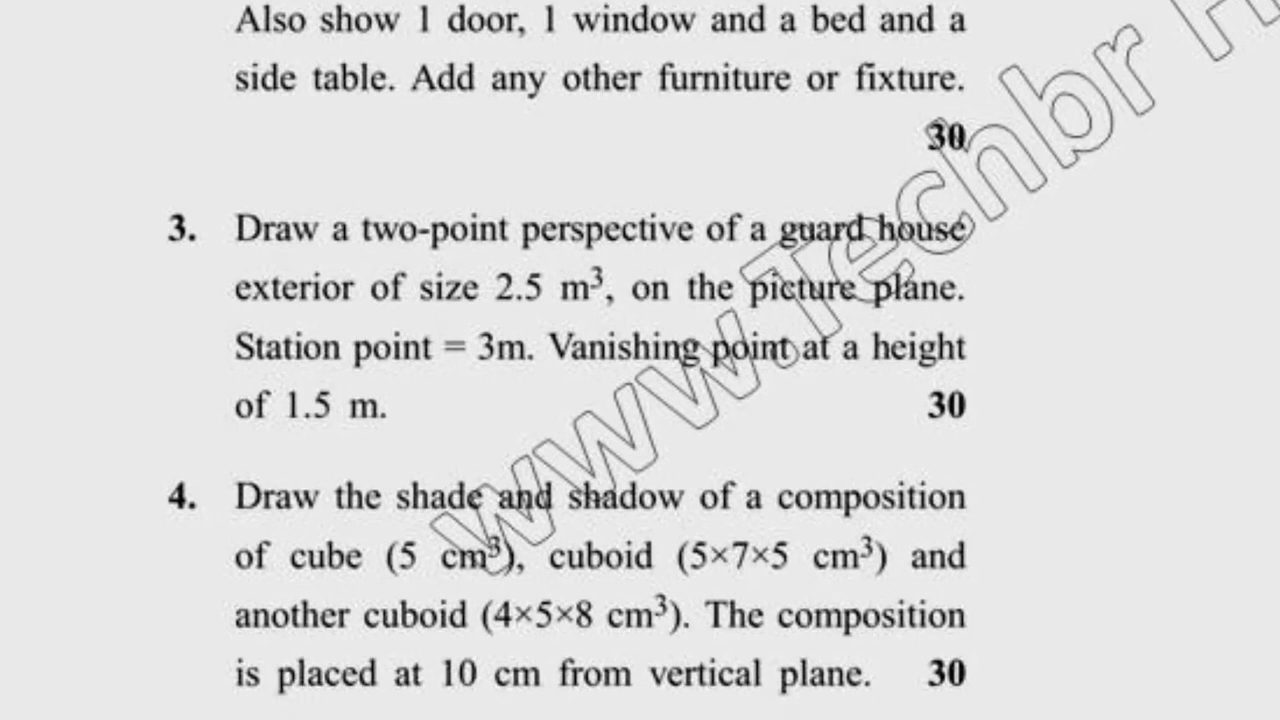 Also show 1 door, 1 window and a bed and a
side table. Add any other furniture or fixture.
30
3. Draw a two-point perspective of a guard house
exterior of size 2.5 m³, on the picture plane.
Station point = 3m. Vanishing point at a height
of 1.5 m. 30
4. Draw the shade and shadow of a composition
of cube (5 cm³), cuboid (5×7×5 cm³) and
another cuboid (4×5×8 cm³). The composition
is placed at 10 cm from vertical plane. 30
www.Techbr